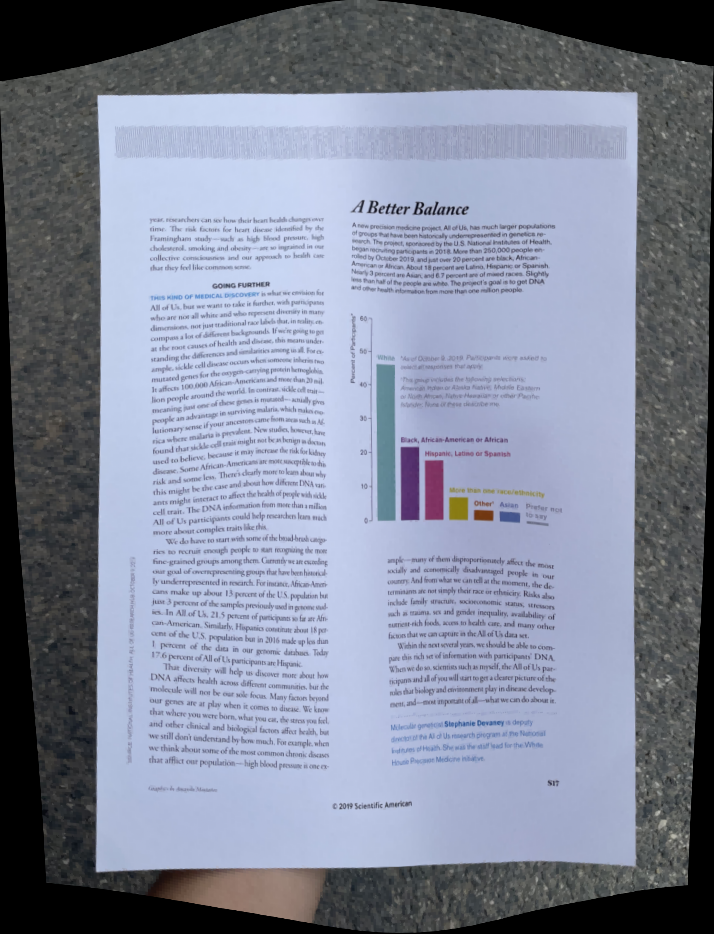 year, researchers can see how their heart health changes over
time. The risk factors for heart disease identified by the
Framingham study—such as high blood pressure, high
cholesterol, smoking and obesity—are so ingrained in our
collective consciousness and our approach to health care
that they feel like common sense.
GOING FURTHER
THIS KIND OF MEDICAL DISCOVERY is what we envision for
All of Us, but we want to take it further, with participants
who are not all white and who represent diversity in many
dimensions, not just traditional race labels that, in reality, en-
compass a lot of different backgrounds. If we're going to get
at the root causes of health and disease, this means under-
standing the differences and similarities among us all. For ex-
ample, sickle cell disease occurs when someone inherits two
mutated genes for the oxygen-carrying protein hemoglobin.
It affects 100,000 African-Americans and more than 20 mil-
lion people around the world. In contrast, sickle cell trait—
meaning just one of these genes is mutated—actually gives
people an advantage in surviving malaria, which makes evo-
lutionary sense if your ancestors came from areas such as Af-
rica where malaria is prevalent. New studies, however, have
found that sickle cell trait might not be as benign as doctors
used to believe, because it may increase the risk for kidney
disease. Some African-Americans are more susceptible to this
risk and some less. There's clearly more to learn about why
this might be the case and about how different DNA vari-
ants might interact to affect the health of people with sickle
cell trait. The DNA information from more than a million
All of Us participants could help researchers learn much
more about complex traits like this.
We do have to start with some of the broad-brush catego-
ries to recruit enough people to start recognizing the more
fine-grained groups among them. Currently we are exceeding
our goal of overrepresenting groups that have been historical-
ly underrepresented in research. For instance, African-Ameri-
cans make up about 13 percent of the U.S. population but
just 3 percent of the samples previously used in genome stud-
ies. In All of Us, 21.5 percent of participants so far are Afri-
can-American. Similarly, Hispanics constitute about 18 per-
cent of the U.S. population but in 2016 made up less than
1 percent of the data in our genomic databases. Today
17.6 percent of All of Us participants are Hispanic.
That diversity will help us discover more about how
DNA affects health across different communities, but the
molecule will not be our sole focus. Many factors beyond
our genes are at play when it comes to disease. We know
that where you were born, what you eat, the stress you feel,
and other clinical and biological factors affect health, but
we still don't understand by how much. For example, when
we think about some of the most common chronic diseases
that afflict our population—high blood pressure is one ex-
Graphics by Amanda Montañez
A Better Balance
A new precision medicine project, All of Us, has much larger populations
of groups that have been historically underrepresented in genetics re-
search. The project, sponsored by the U.S. National Institutes of Health,
began recruiting participants in 2018. More than 250,000 people en-
rolled by October 2019, and just over 20 percent are black, African-
American or African. About 18 percent are Latino, Hispanic or Spanish.
Nearly 3 percent are Asian, and 6.7 percent are of mixed races. Slightly
less than half of the people are white. The project's goal is to get DNA
and other health information from more than one million people.
Percent of Participants*
60
50
30
20
10
0
White
*As of October 9, 2019. Participants were asked to
select all responses that apply.
†This group includes the following selections:
American Indian or Alaska Native; Middle Eastern
or North African; Native Hawaiian or other Pacific
Islander; None of these describe me.
Black, African-American or African
Hispanic, Latino or Spanish
More than one race/ethnicity
Other†
Asian
Prefer not
to say
ample—many of them disproportionately affect the most
socially and economically disadvantaged people in our
country. And from what we can tell at the moment, the de-
terminants are not simply their race or ethnicity. Risks also
include family structure, socioeconomic status, stressors
such as trauma, sex and gender inequality, availability of
nutrient-rich foods, access to health care, and many other
factors that we can capture in the All of Us data set.
Within the next several years, we should be able to com-
pare this rich set of information with participants' DNA.
When we do so, scientists such as myself, the All of Us par-
ticipants and all of you will start to get a clearer picture of the
roles that biology and environment play in disease develop-
ment, and—most important of all—what we can do about it.
Molecular geneticist Stephanie Devaney is deputy
director of the All of Us research program at the National
Institutes of Health. She was the staff lead for the White
House Precision Medicine Initiative.
S17
© 2019 Scientific American